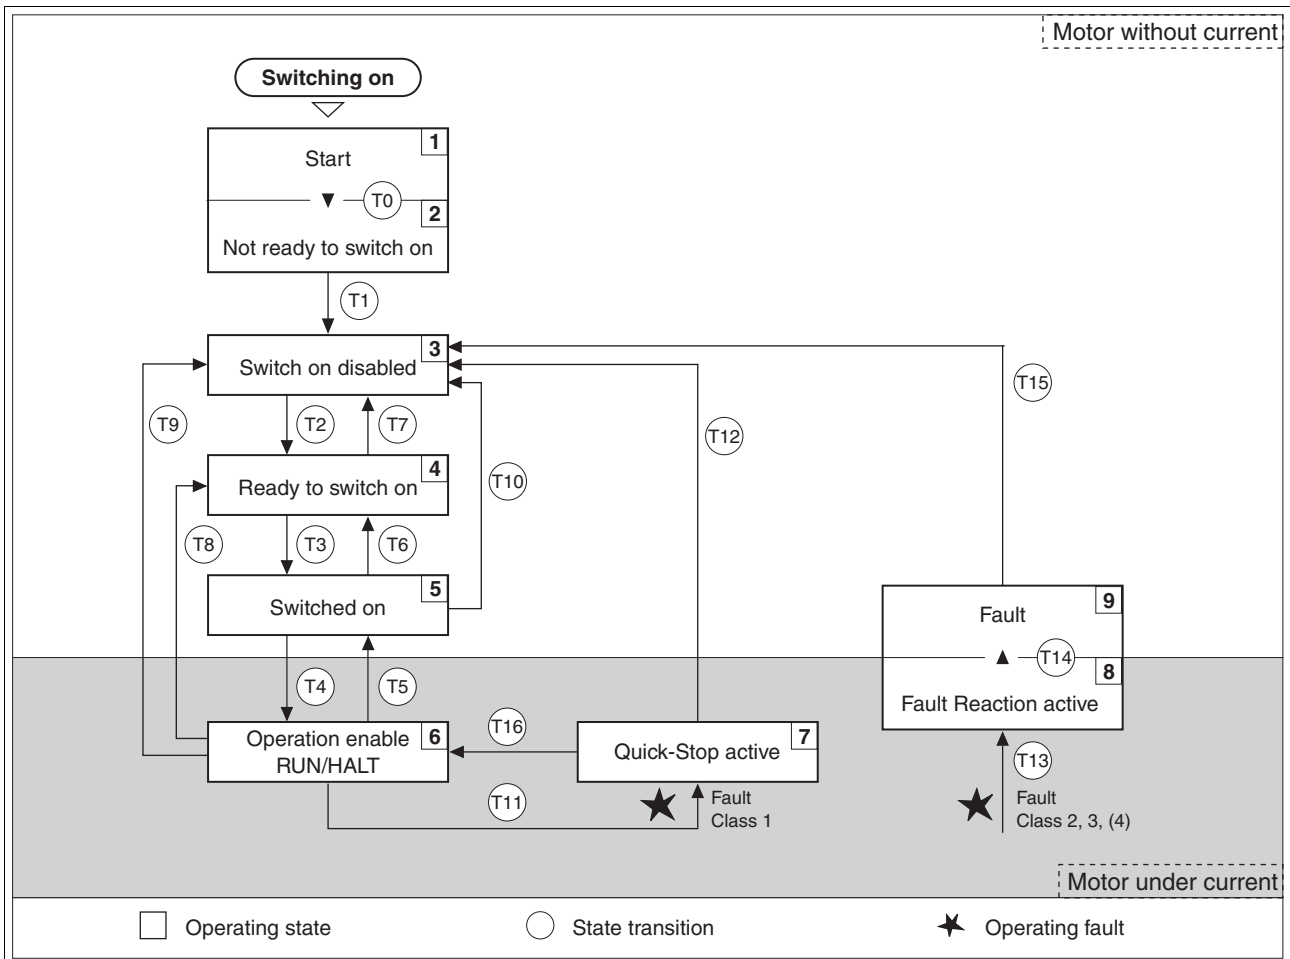 Motor without current
Switching on
1
Start
T0
2
Not ready to switch on
T1
3
Switch on disabled
T15
T9
T2
T7
T12
4
Ready to switch on
T10
T8
T3
T6
5
Switched on
9
Fault
T14
8
Fault Reaction active
T4
T5
6
Operation enable
RUN/HALT
T16
7
Quick-Stop active
T13
T11
Fault
Class 1
Fault
Class 2, 3, (4)
Motor under current
Operating state
State transition
Operating fault